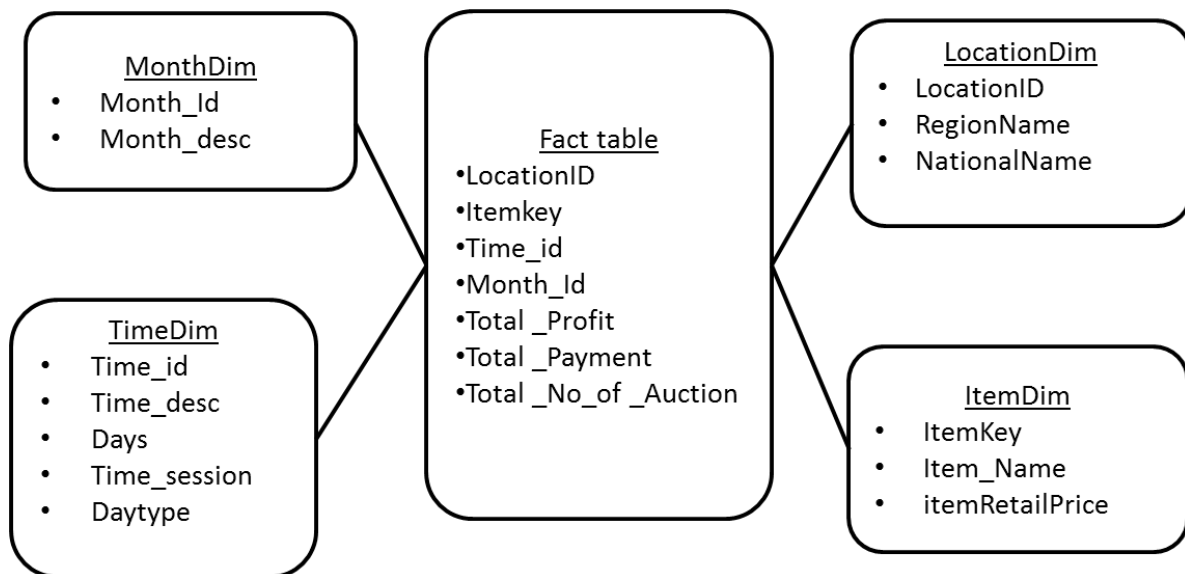 MonthDim
• Month_Id
• Month_desc
TimeDim
• Time_id
• Time_desc
• Days
• Time_session
• Daytype
Fact table
•LocationID
•Itemkey
•Time_id
•Month_Id
•Total _Profit
•Total _Payment
•Total _No_of _Auction
LocationDim
• LocationID
• RegionName
• NationalName
ItemDim
• ItemKey
• Item_Name
• itemRetailPrice